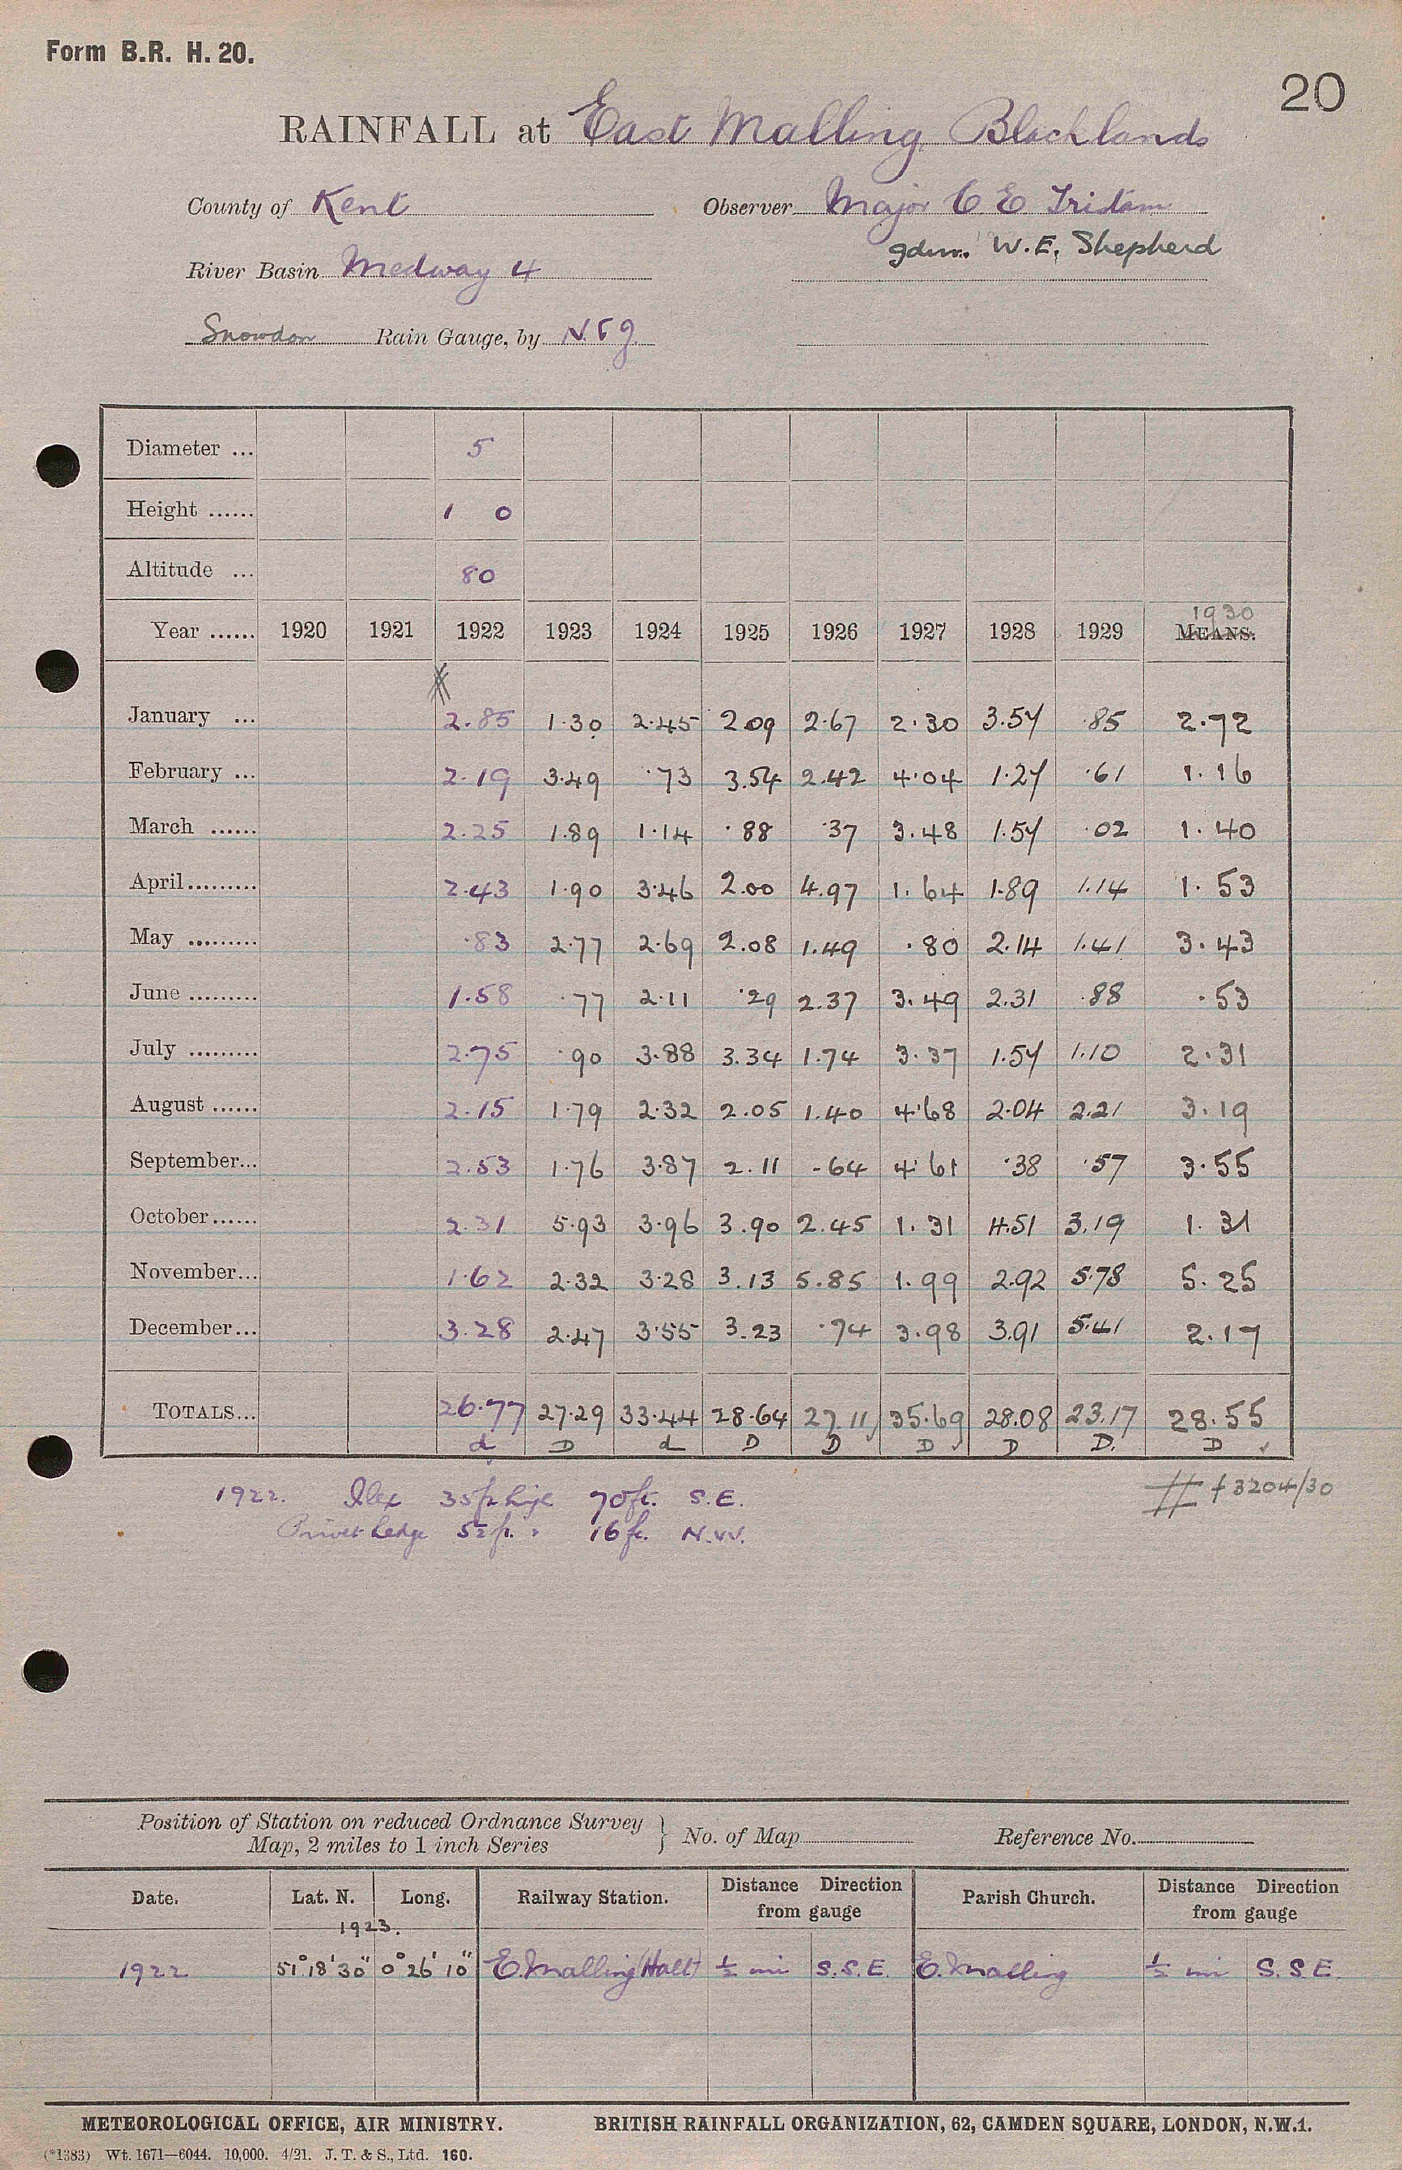 Form B.R. H. 20.
20
RAINFALL at East Malling Blacklands
County of Kent Observer Major C E
gdnr. W. E. Shepherd
River Basin Medway 4
Snowdon Rain Gauge, by N & Z
Diameter ... 5
Height ...... 1 0
Altitude ... 80
1930
Year ...... 1920 1921 1922 1923 1924 1925 1926 1927 1928 1929 MEANS.
January ... 2.85 1.30 2.45 2.09 2.67 2.30 3.57 .85 2.72
February ... 2.19 3.49 .73 3.54 2.42 4.04 1.27 .61 1.16
March ...... 2.25 1.89 1.14 .88 .37 3.48 1.57 .02 1.40
April......... 2.43 1.90 3.46 2.00 4.97 1.64 1.89 1.14 1.53
May ......... .83 2.77 2.69 2.08 1.49 .80 2.14 1.41 3.43
June ......... 1.58 .77 2.11 .29 2.37 3.49 2.31 .88 .53
July ......... 2.75 .90 3.88 3.34 1.74 3.37 1.57 1.10 2.31
August ...... 2.15 1.79 2.32 2.05 1.40 4.68 2.04 2.21 3.19
September... 2.53 1.76 3.87 2.11 .64 4.61 .38 .57 3.55
October...... 2.31 5.93 3.96 3.90 2.45 1.31 4.51 3.19 1.31
November... 1.62 2.32 3.28 3.13 5.85 1.99 2.92 5.78 5.25
December... 3.28 2.47 3.55 3.23 .74 3.98 3.91 5.41 2.17
TOTALS... 26.77 27.29 33.44 28.64 27.11 35.69 28.08 23.17 28.55
d D d D D D D D. D
1922. Ilex 35ft high 70ft. S.E.
Privet hedge 5½ft. " 16ft. N.W.
# f 3204/30
Position of Station on reduced Ordnance Survey
Map, 2 miles to 1 inch Series } No. of Map Reference No.
Date. Lat. N. Long. Railway Station. Distance Direction from gauge Parish Church. Distance Direction from gauge
1923.
1922 51° 18' 30" 0° 26' 10" E. Malling (Halt) ½ mi S.S.E. E. Malling ½ mi S.S.E.
METEOROLOGICAL OFFICE, AIR MINISTRY. BRITISH RAINFALL ORGANIZATION, 62, CAMDEN SQUARE, LONDON, N.W.1.
(*1383) Wt. 1671—6044. 10,000. 4/21. J. T. & S., Ltd. 160.